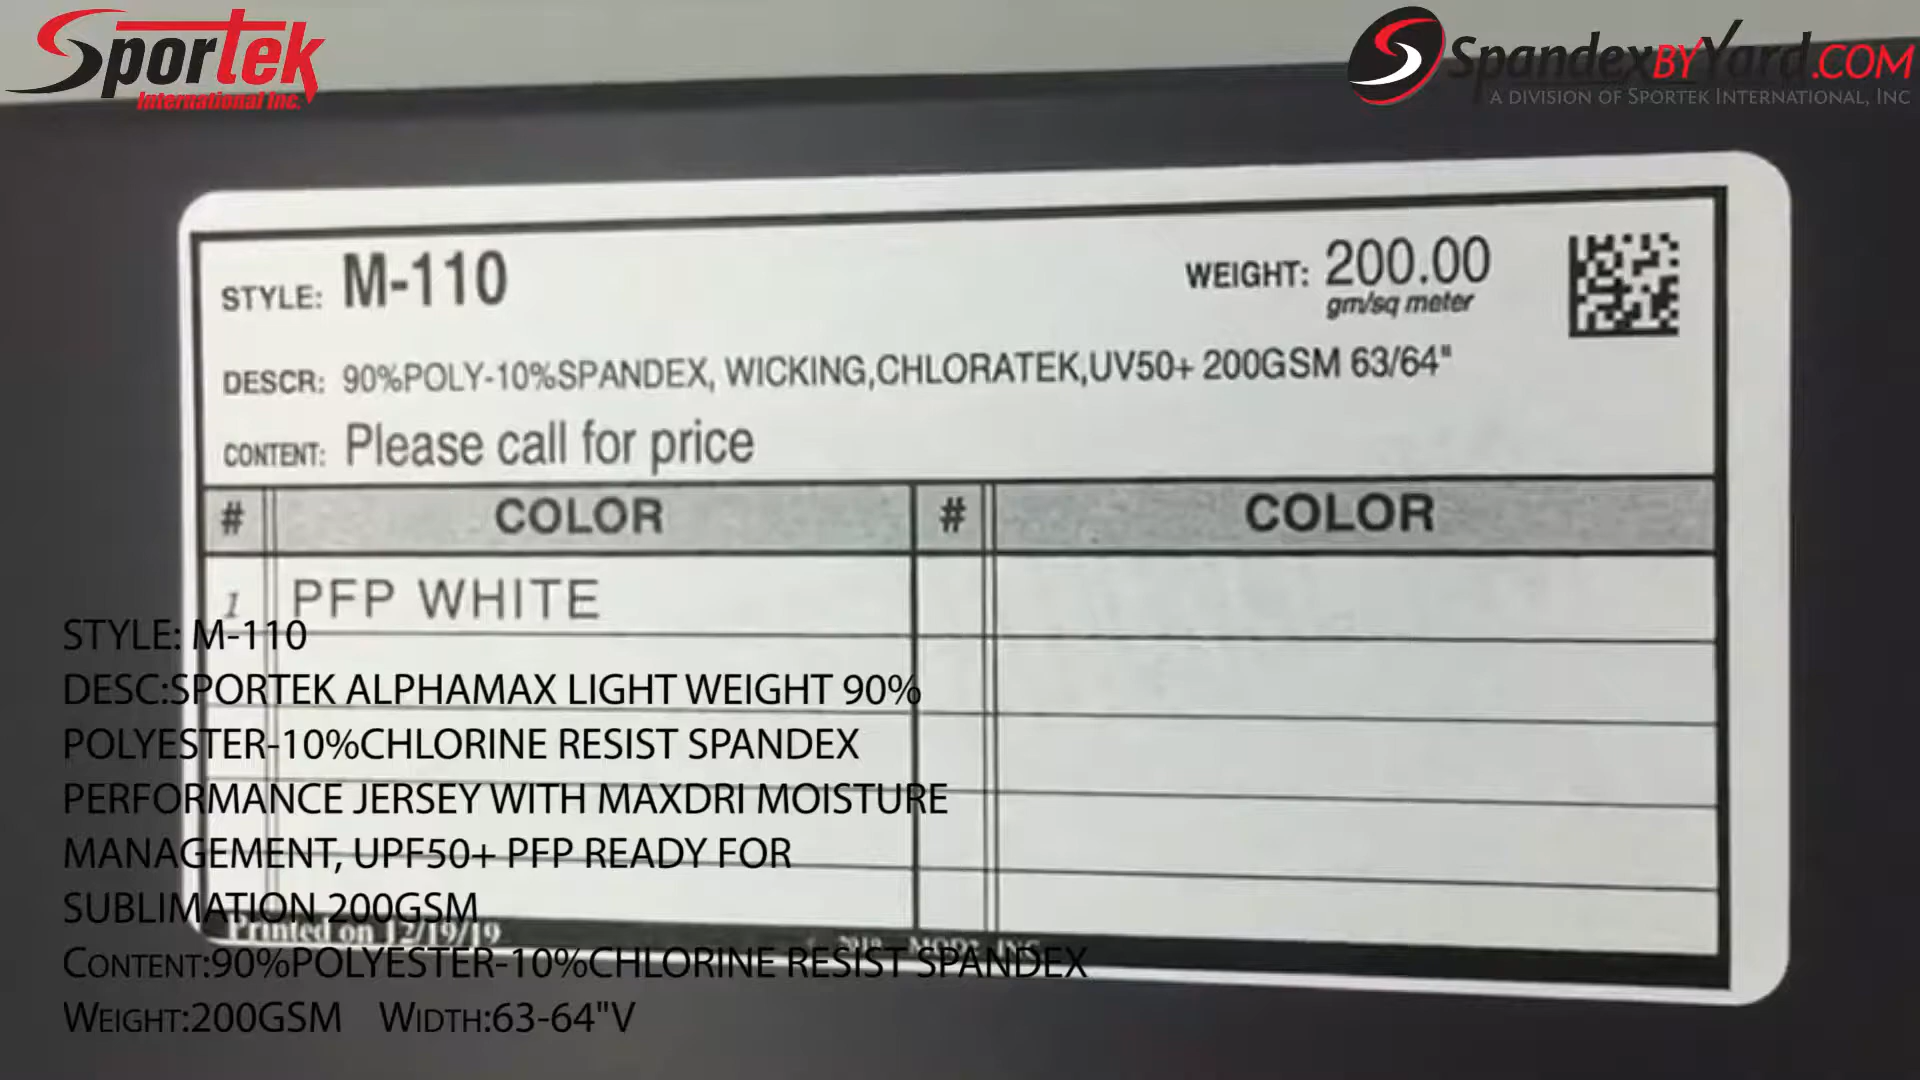 Sportek
International Inc.
SpandexBYYard.COM
A DIVISION OF SPORTEK INTERNATIONAL, INC
STYLE: M-110
WEIGHT: 200.00
gm/sq meter
DESCR: 90%POLY-10%SPANDEX, WICKING,CHLORATEK,UV50+ 200GSM 63/64"
CONTENT: Please call for price
# COLOR # COLOR
1 PFP WHITE
STYLE: M-110
DESC:SPORTEK ALPHAMAX LIGHT WEIGHT 90%
POLYESTER-10%CHLORINE RESIST SPANDEX
PERFORMANCE JERSEY WITH MAXDRI MOISTURE
MANAGEMENT, UPF50+ PFP READY FOR
SUBLIMATION 200GSM
Printed on 12/19/19
CONTENT:90%POLYESTER-10%CHLORINE RESIST SPANDEX
WEIGHT:200GSM WIDTH:63-64"V